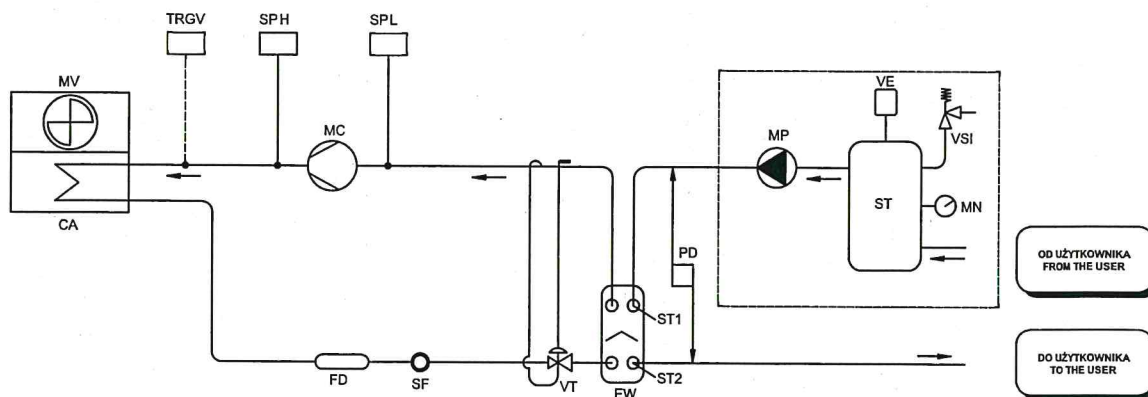 TRGV
SPH
SPL
MV
VE
MC
MP
VSI
ST
MN
CA
PD
OD UŻYTKOWNIKA
FROM THE USER
ST1
FD
SF
VT
ST2
EW
DO UŻYTKOWNIKA
TO THE USER